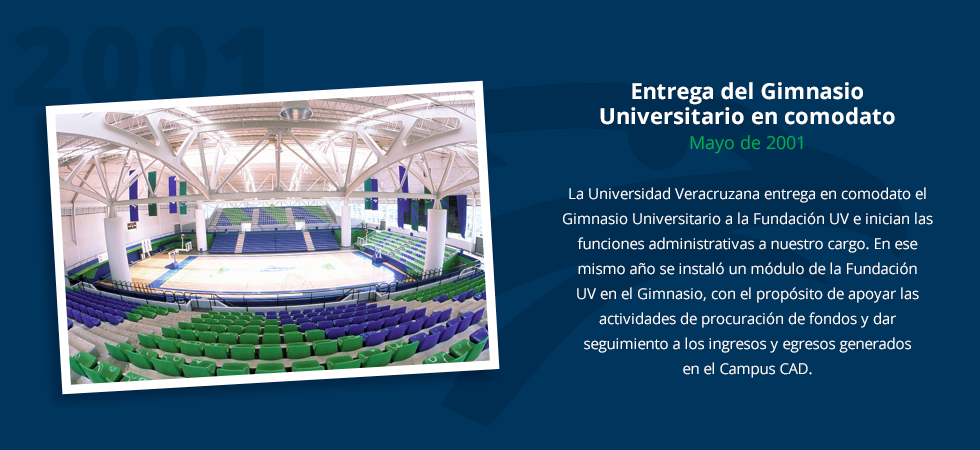 2001
Entrega del Gimnasio
Universitario en comodato
Mayo de 2001
La Universidad Veracruzana entrega en comodato el
Gimnasio Universitario a la Fundación UV e inician las
funciones administrativas a nuestro cargo. En ese
mismo año se instaló un módulo de la Fundación
UV en el Gimnasio, con el propósito de apoyar las
actividades de procuración de fondos y dar
seguimiento a los ingresos y egresos generados
en el Campus CAD.